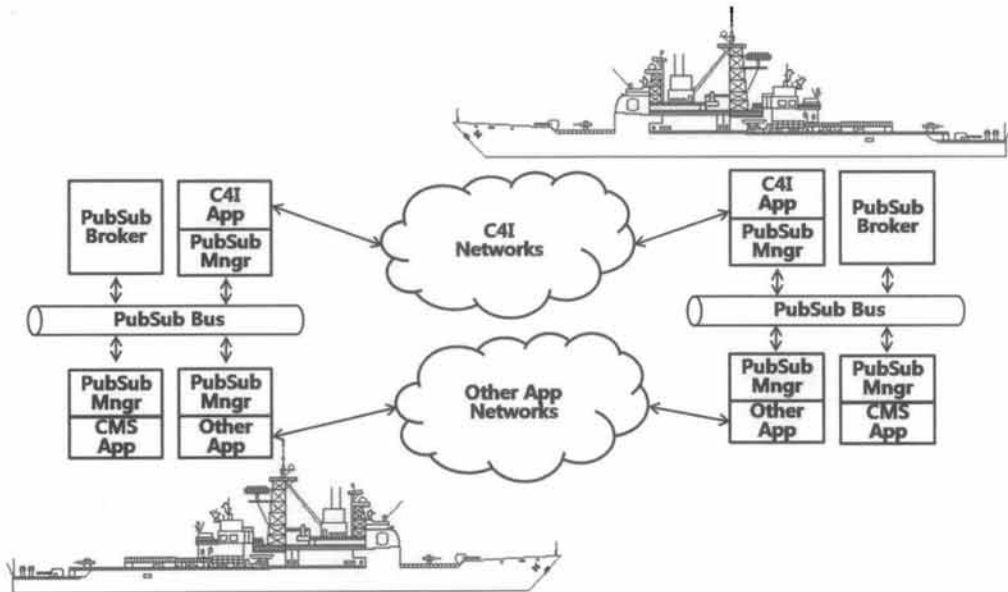 PubSub
Broker
C4I
App
PubSub
Mngr
C4I
Networks
C4I
App
PubSub
Mngr
PubSub
Broker
PubSub Bus
PubSub Bus
PubSub
Mngr
CMS
App
PubSub
Mngr
Other
App
Other App
Networks
PubSub
Mngr
Other
App
PubSub
Mngr
CMS
App